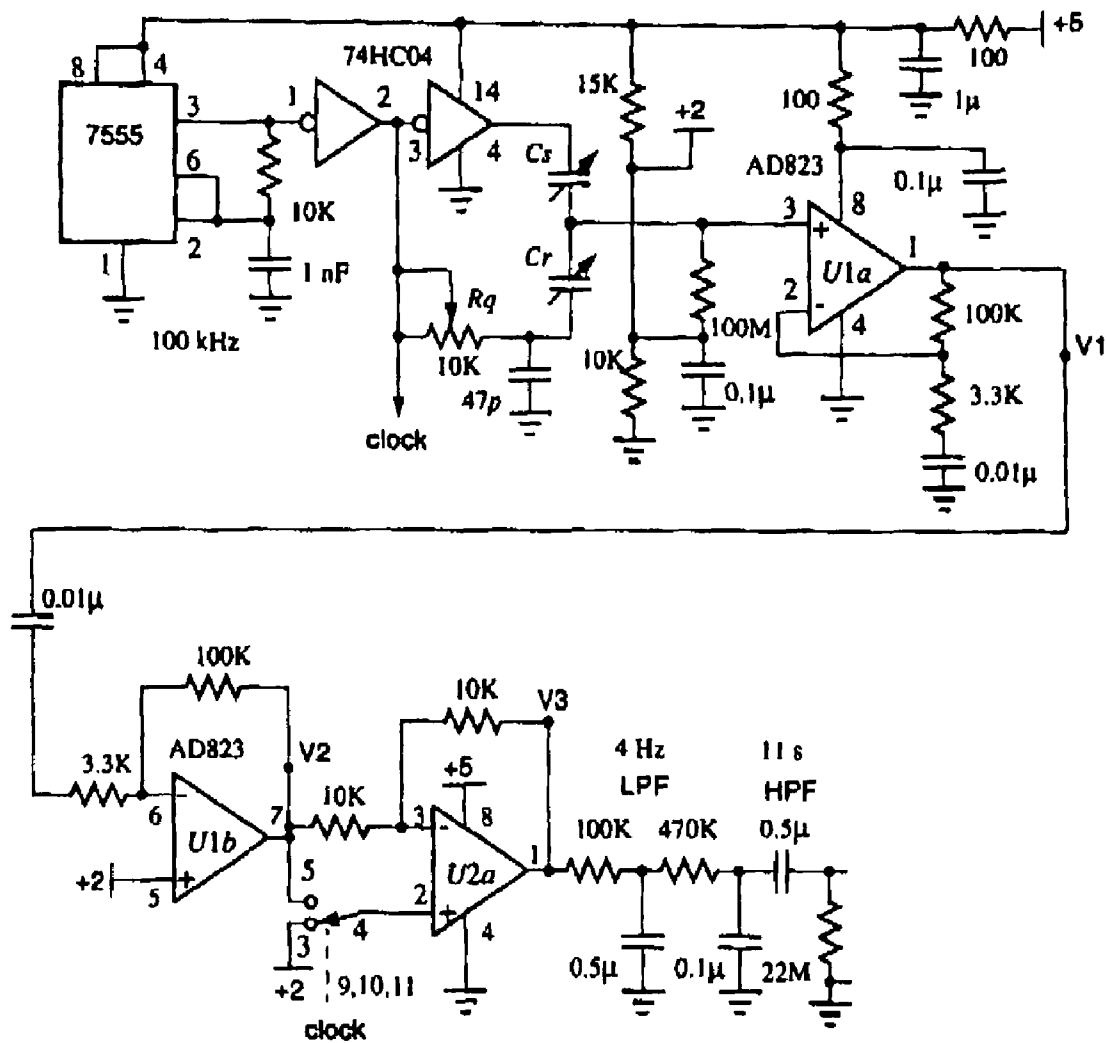 +5
100
1µ
8
4
74HC04
14
15K
+2
100
7555
3
1
2
3
4
Cs
AD823
0.1µ
6
10K
2
3
8
1
+
U1a
2
-
4
1
1 nF
Cr
100K
V1
100 kHz
Rq
10K
47p
10K
100M
0.1µ
3.3K
0.01µ
clock
0.01µ
100K
10K
V3
AD823
V2
4 Hz
LPF
11 s
HPF
3.3K
+5
10K
6
-
7
3
-
8
100K
470K
0.5µ
U1b
1
+2
+
5
5
U2a
2
+
4
3
4
0.5µ
0.1µ
22M
+2
9,10,11
clock